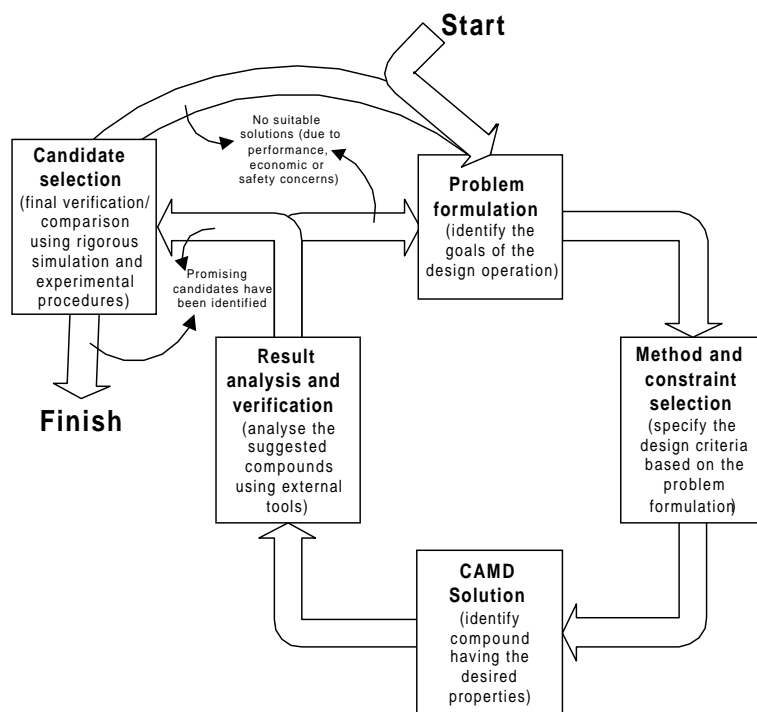 Start
No suitable
solutions (due to
performance,
economic or
safety concerns)
Candidate
selection
(final verification/
comparison
using rigorous
simulation and
experimental
procedures)
Problem
formulation
(identify the
goals of the
design operation)
Promising
candidates have
been identified
Method and
constraint
selection
(specify the
design criteria
based on the
problem
formulation)
Result
analysis and
verification
(analyse the
suggested
compounds
using external
tools)
Finish
CAMD
Solution
(identify
compound
having the
desired
properties)